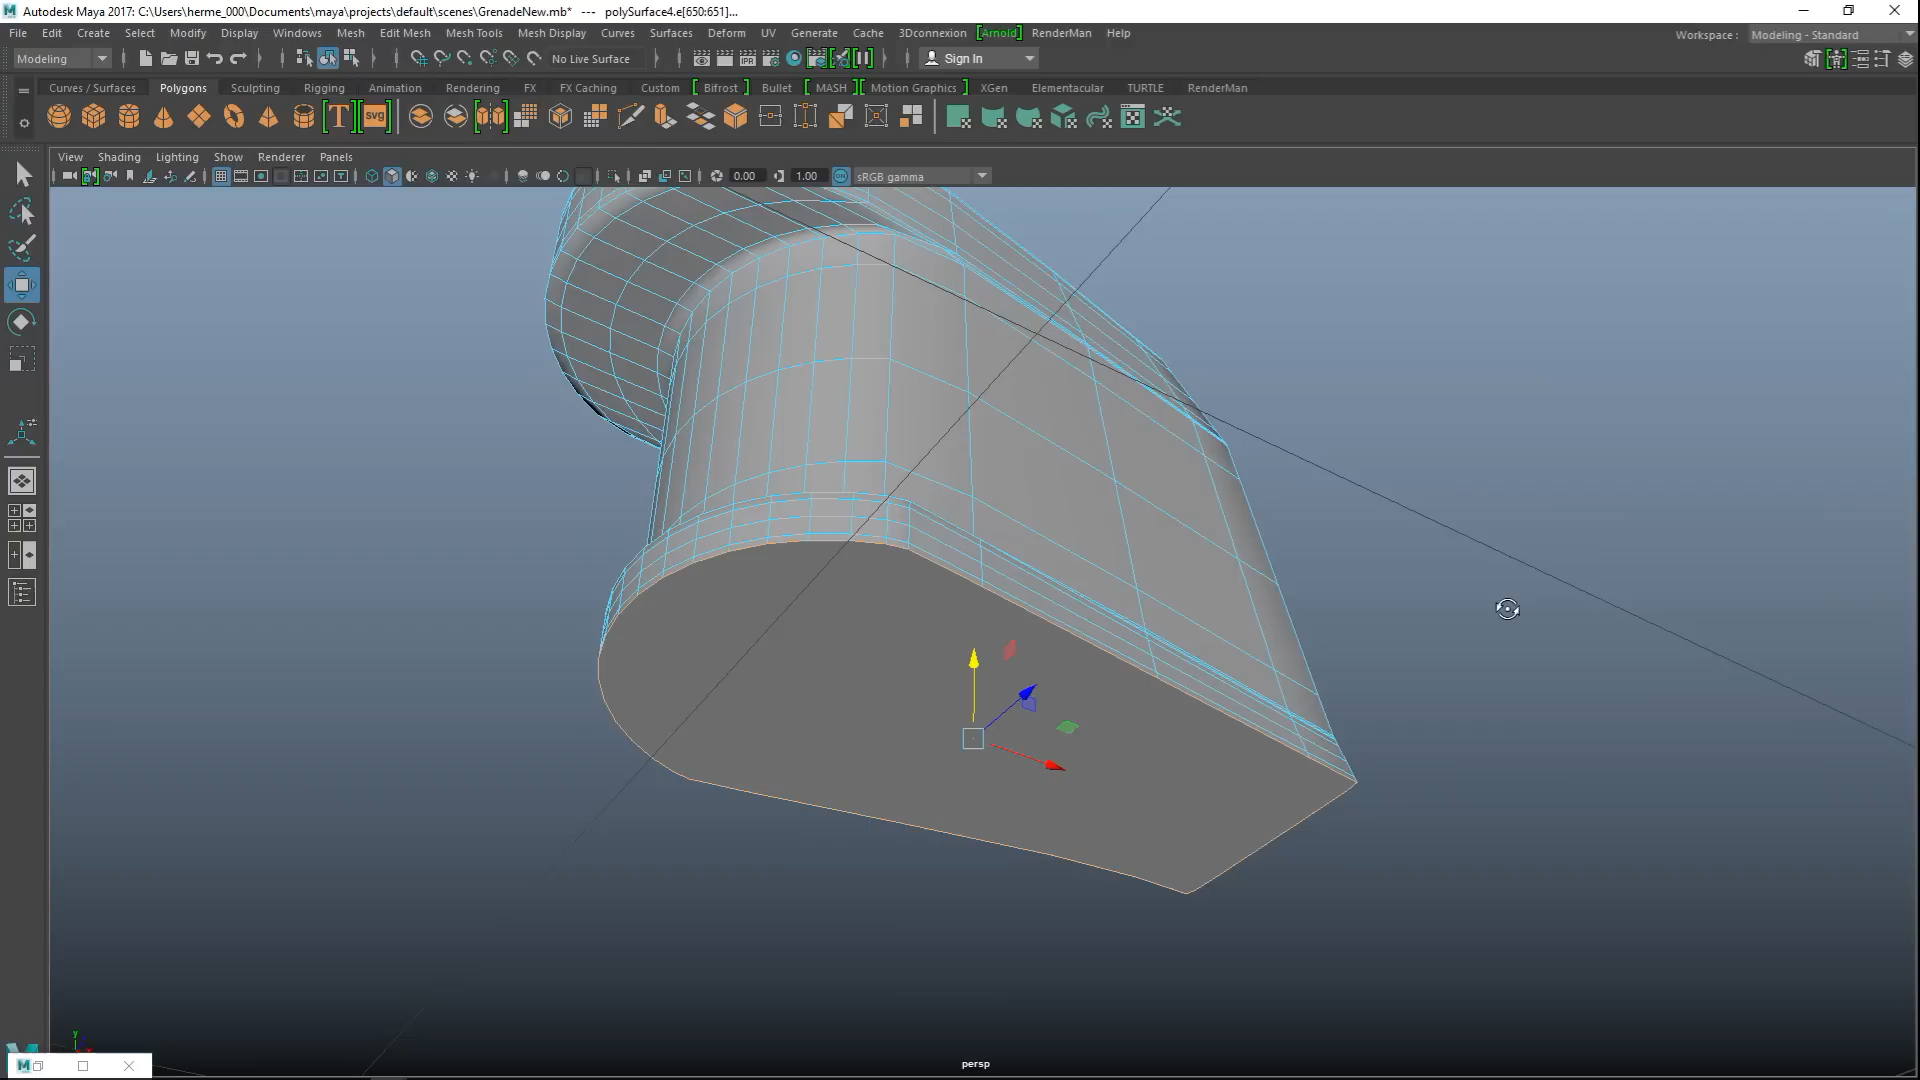 Autodesk Maya 2017: C:\Users\herme_000\Documents\maya\projects\default\scenes\GrenadeNew.mb* --- polySurface4.e[650:651]...
File Edit Create Select Modify Display Windows Mesh Edit Mesh Mesh Tools Mesh Display Curves Surfaces Deform UV Generate Cache 3Dconnexion [Arnold] RenderMan Help
Workspace : Modeling - Standard
Modeling No Live Surface Sign In
Curves / Surfaces Polygons Sculpting Rigging Animation Rendering FX FX Caching Custom [ Bifrost ] Bullet [ MASH ] [ Motion Graphics ] XGen Elementacular TURTLE RenderMan
T svg
View Shading Lighting Show Renderer Panels
IPR
0.00 1.00 ON sRGB gamma
y
persp